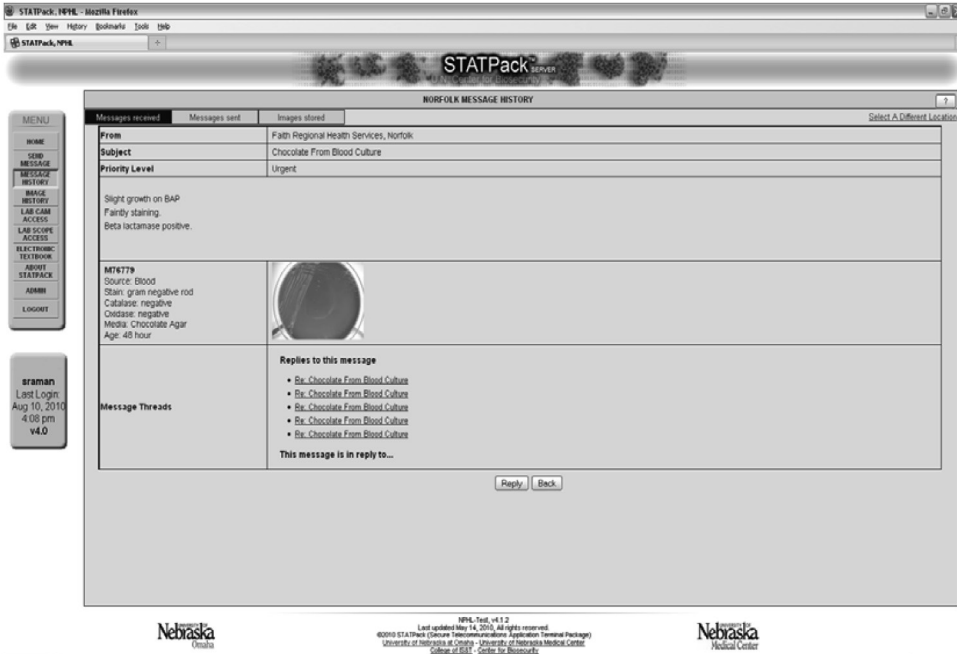 STATPack, NPHL - Mozilla Firefox
File Edit View History Bookmarks Tools Help
STATPack, NPHL
STATPack™ SERVER
U.N. Center for Biosecurity
NORFOLK MESSAGE HISTORY
?
Messages received Messages sent Images stored Select A Different Location
MENU
HOME
SEND MESSAGE
MESSAGE HISTORY
IMAGE HISTORY
LAB CAM ACCESS
LAB SCOPE ACCESS
ELECTRONIC TEXTBOOK
ABOUT STATPACK
ADMIN
LOGOUT
sraman
Last Login:
Aug 10, 2010
4:08 pm
v4.0
From Faith Regional Health Services, Norfolk
Subject Chocolate From Blood Culture
Priority Level Urgent
Slight growth on BAP
Faintly staining.
Beta lactamase positive.
M76779
Source: Blood
Stain: gram negative rod
Catalase: negative
Oxidase: negative
Media: Chocolate Agar
Age: 48 hour
Message Threads
Replies to this message
• Re: Chocolate From Blood Culture
• Re: Chocolate From Blood Culture
• Re: Chocolate From Blood Culture
• Re: Chocolate From Blood Culture
• Re: Chocolate From Blood Culture
This message is in reply to...
Reply Back
Nebraska
Omaha
NPHL-Test, v4.1.2
Last updated May 14, 2010, All rights reserved.
©2010 STATPack (Secure Telecommunications Application Terminal Package)
University of Nebraska at Omaha - University of Nebraska Medical Center
College of IS&T - Center for Biosecurity
Nebraska
Medical Center